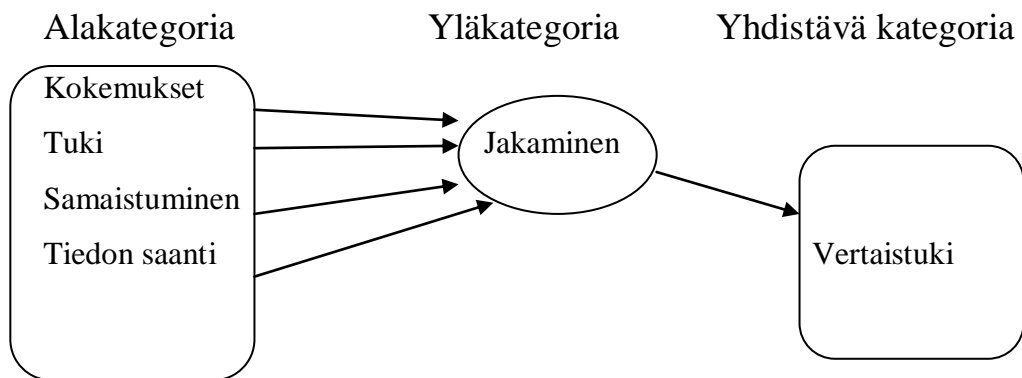 Alakategoria Yläkategoria Yhdistävä kategoria
Kokemukset
Tuki Jakaminen
Samaistuminen
Tiedon saanti Vertaistuki